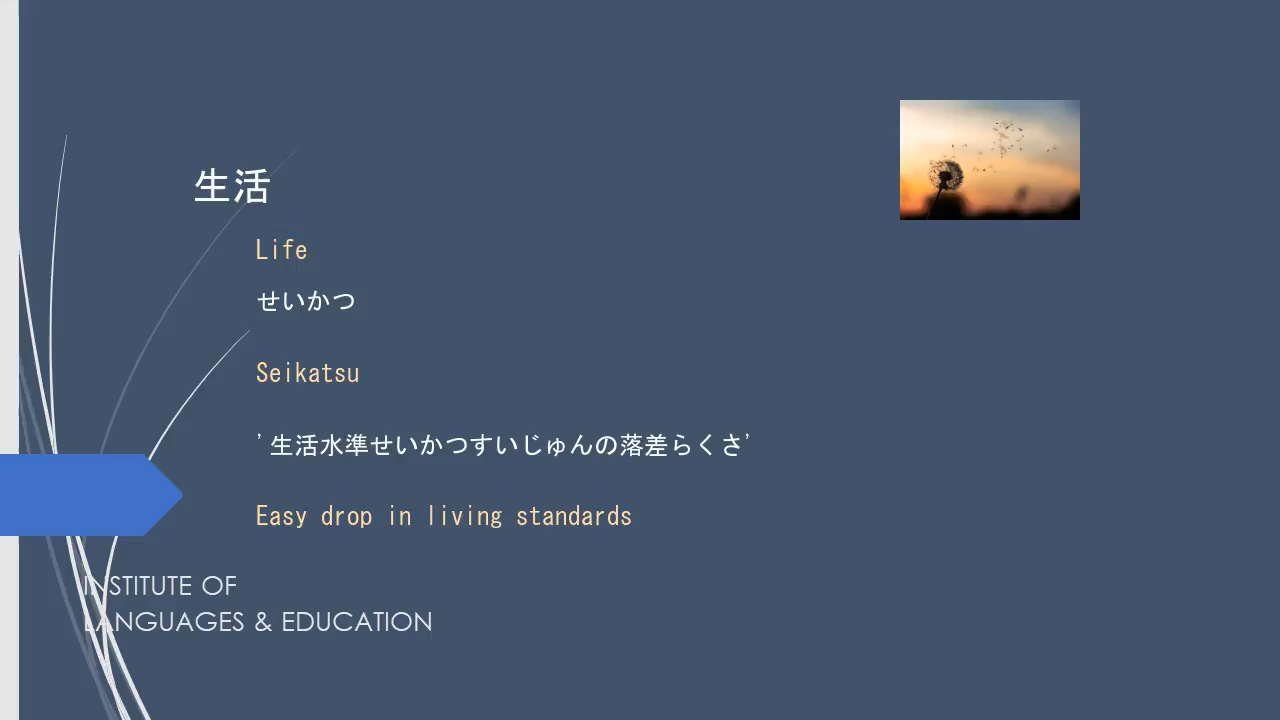 生活
Life
せいかつ
Seikatsu
'生活水準せいかつすいじゅんの落差らくさ'
Easy drop in living standards
INSTITUTE OF
LANGUAGES & EDUCATION